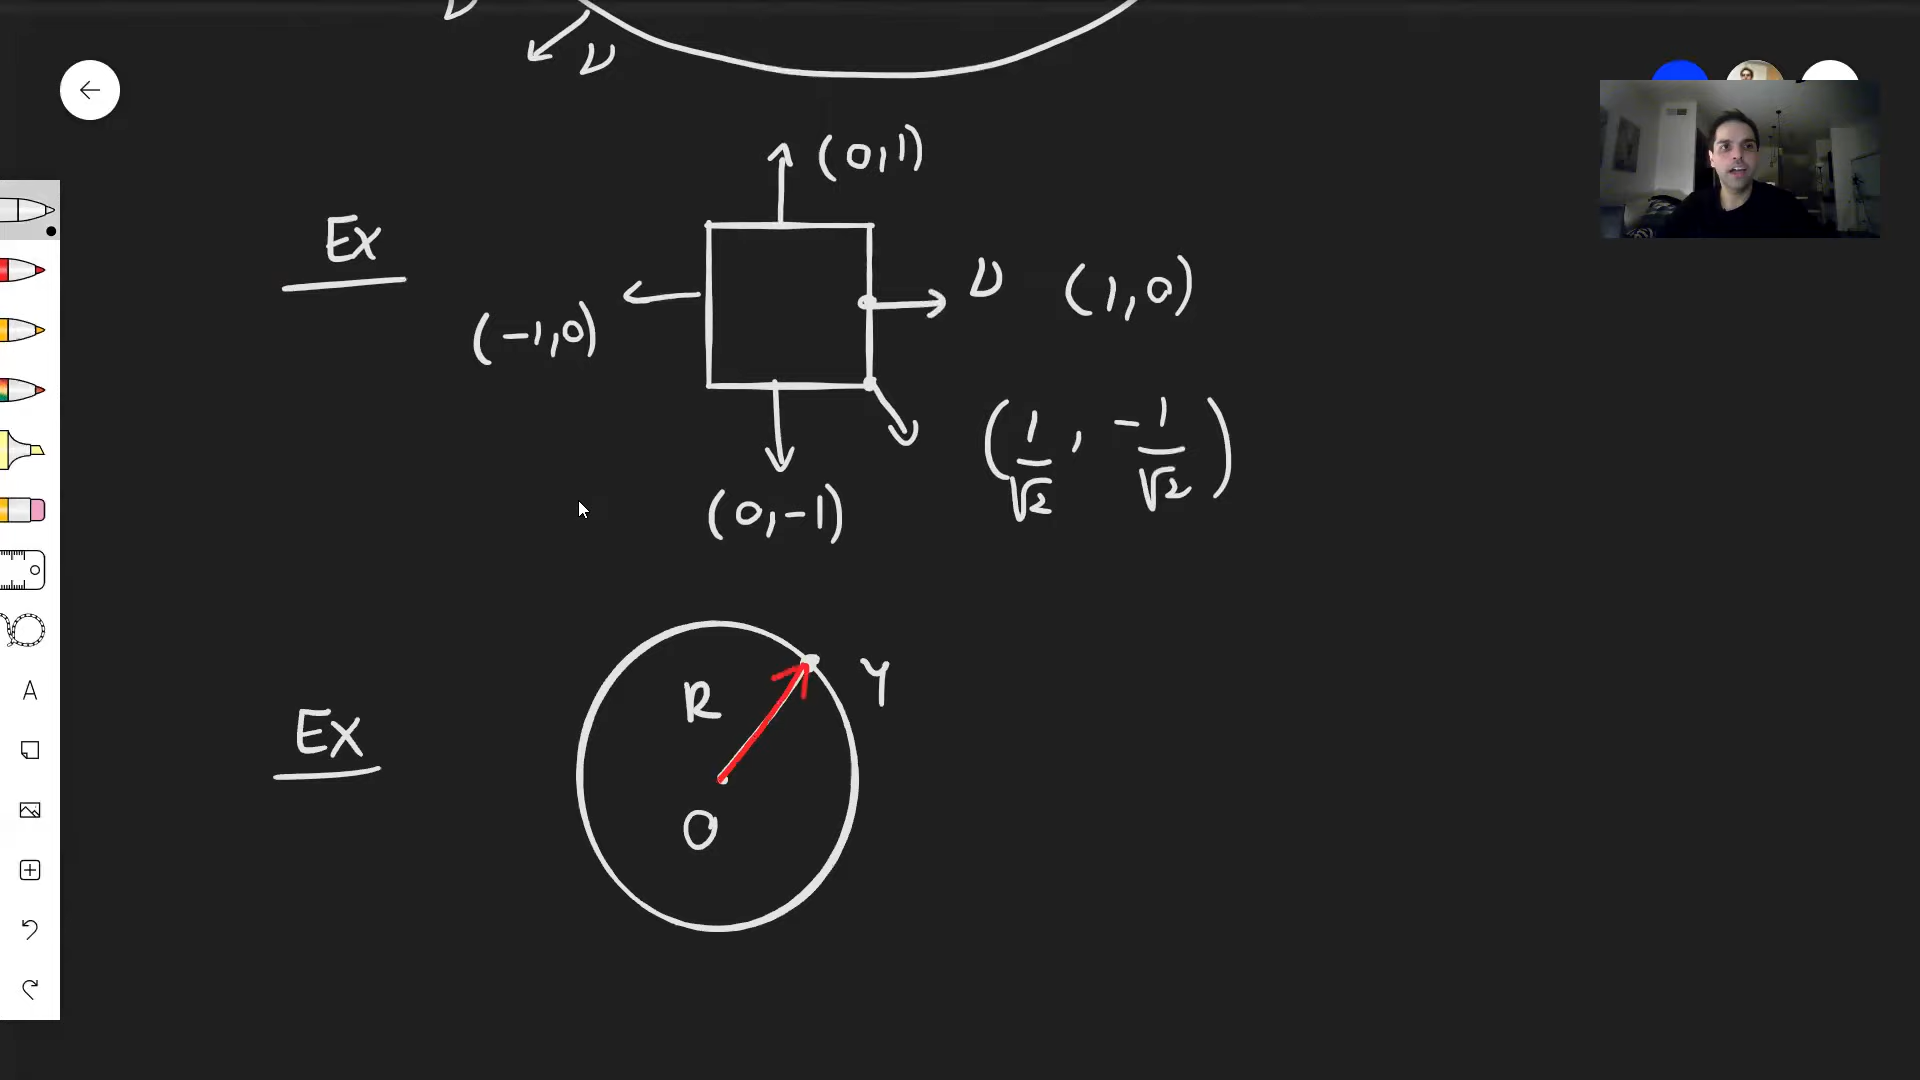 ν
(0,1)
Ex
ν (1,0)
(-1,0)
(1/√2, -1/√2)
(0,-1)
R
y
Ex
O
A